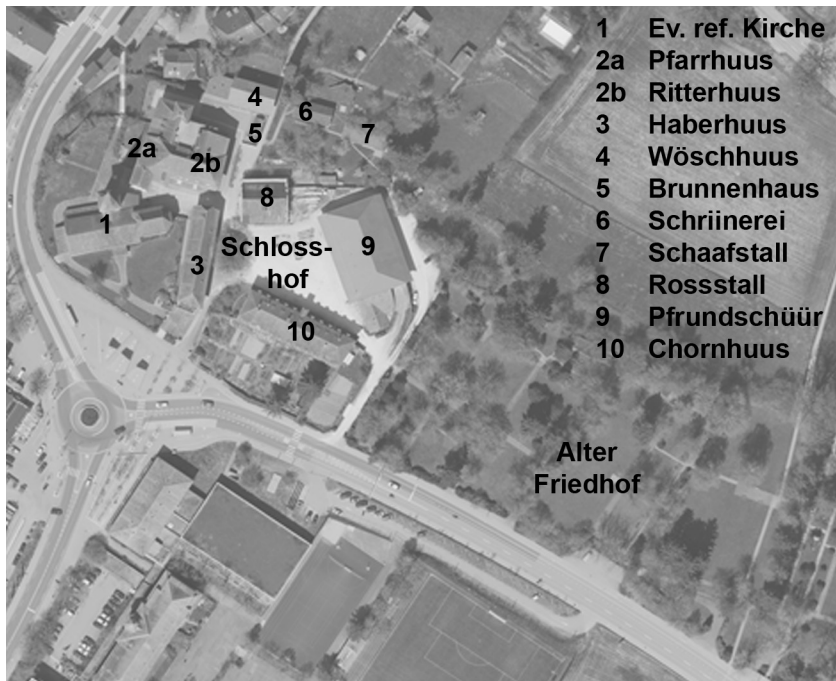 1 Ev. ref. Kirche
2a Pfarrhuus
2b Ritterhuus
3 Haberhuus
4 Wöschhuus
5 Brunnenhaus
6 Schriinerei
7 Schaafstall
8 Rossstall
9 Pfrundschüür
10 Chornhuus
4
6
5
7
2a
2b
8
1
Schloss-
hof
9
3
10
Alter
Friedhof